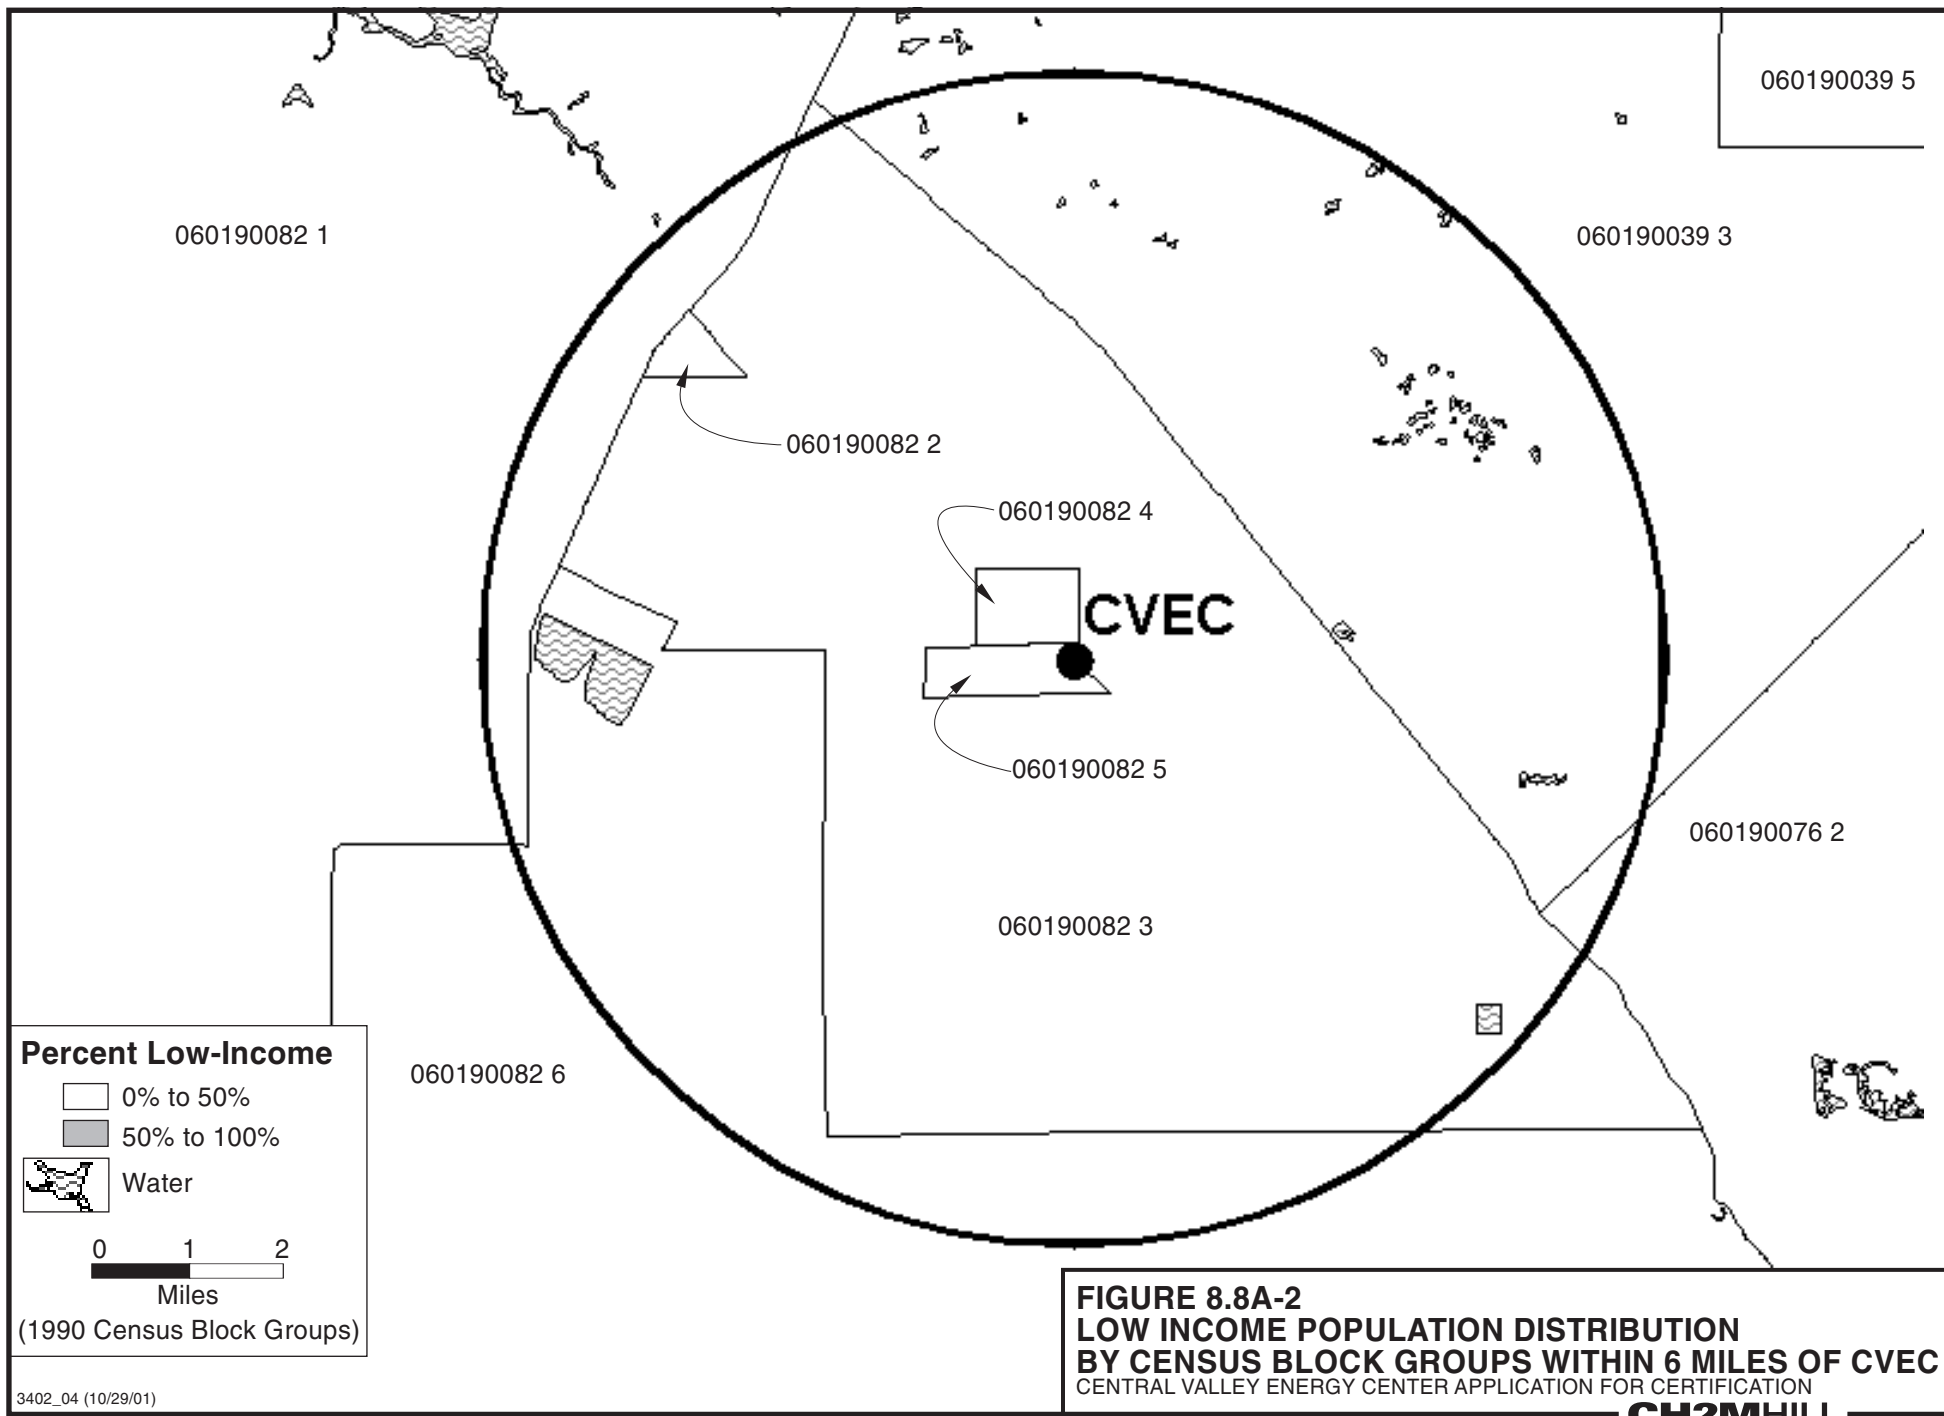 060190039 5
060190082 1
060190039 3
060190082 2
060190082 4
CVEC
060190082 5
060190076 2
060190082 3
060190082 6
Percent Low-Income
0% to 50%
50% to 100%
Water
0 1 2
Miles
(1990 Census Block Groups)
3402_04 (10/29/01)
FIGURE 8.8A-2
LOW INCOME POPULATION DISTRIBUTION
BY CENSUS BLOCK GROUPS WITHIN 6 MILES OF CVEC
CENTRAL VALLEY ENERGY CENTER APPLICATION FOR CERTIFICATION
CH2MHILL